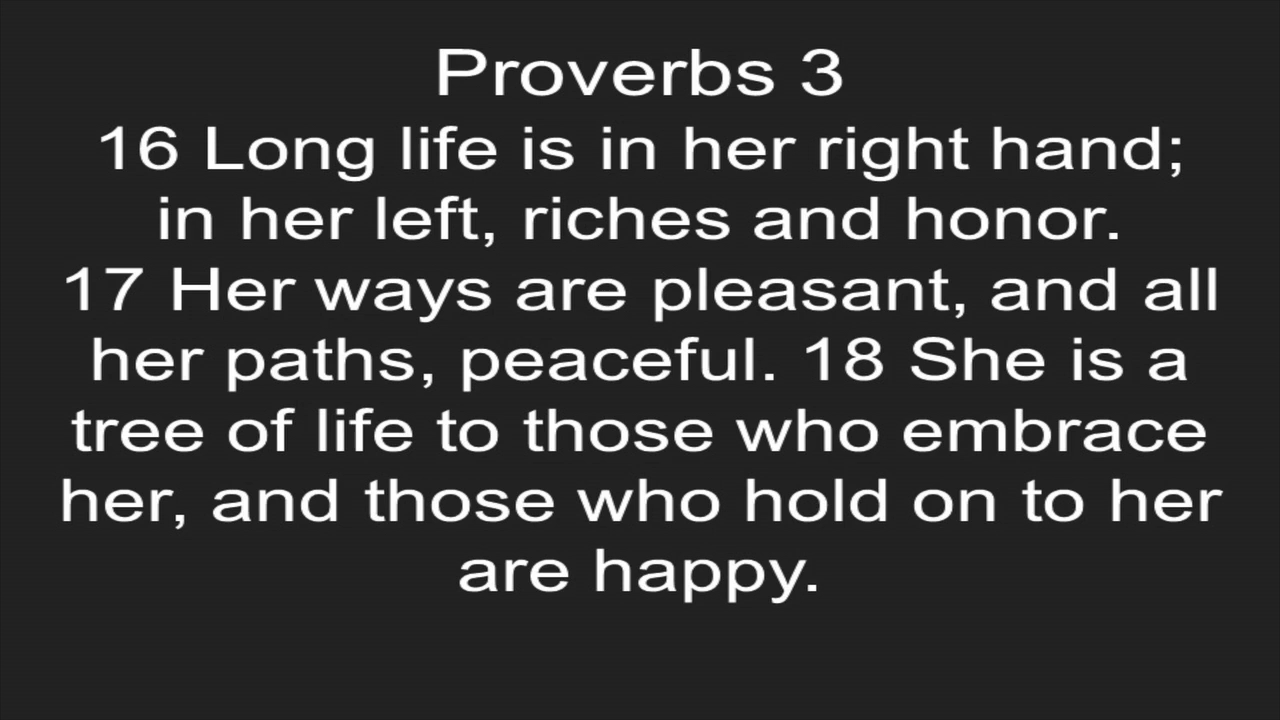 Proverbs 3
16 Long life is in her right hand;
in her left, riches and honor.
17 Her ways are pleasant, and all
her paths, peaceful. 18 She is a
tree of life to those who embrace
her, and those who hold on to her
are happy.